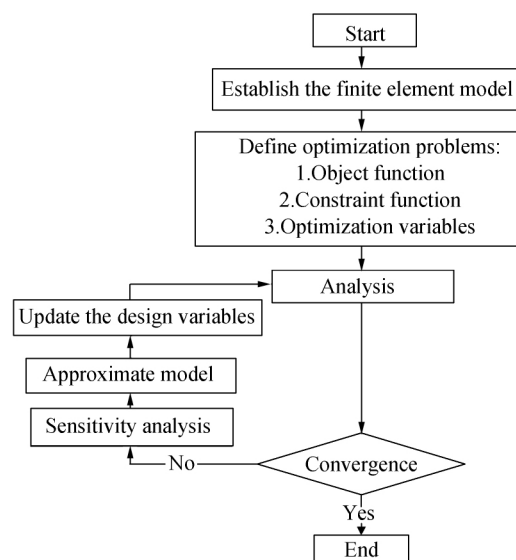 Start
Establish the finite element model
Define optimization problems:
1.Object function
2.Constraint function
3.Optimization variables
Analysis
Update the design variables
Approximate model
Sensitivity analysis
No
Convergence
Yes
End